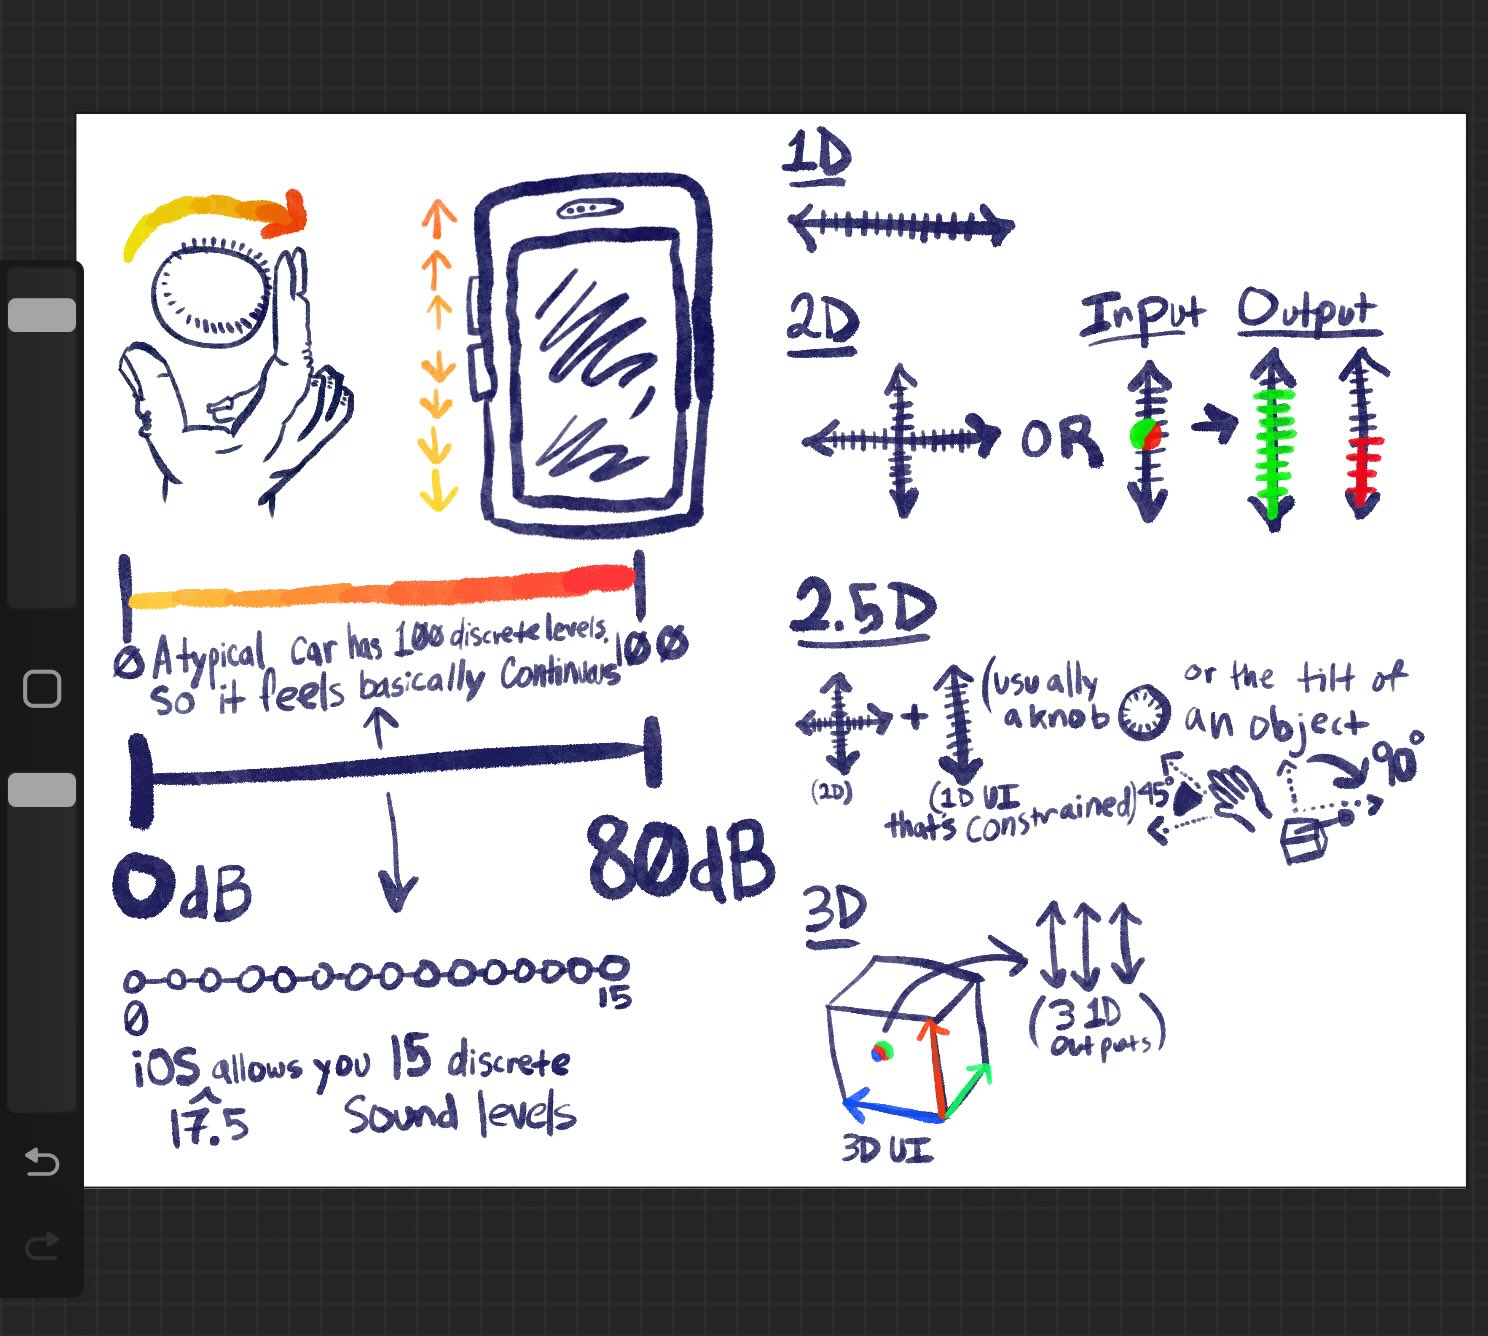 0 A typical car has 100 discrete levels. 100
so it feels basically continuous
0dB
80dB
0
15
iOS allows you 15 discrete
17.5
Sound levels
1D
2D
OR
Input
Output
2.5D
+
(2D)
(usually
a knob
or the tilt of
an object
(1D UI
that's constrained)
45°
90°
3D
3D UI
(3 1D
outputs)